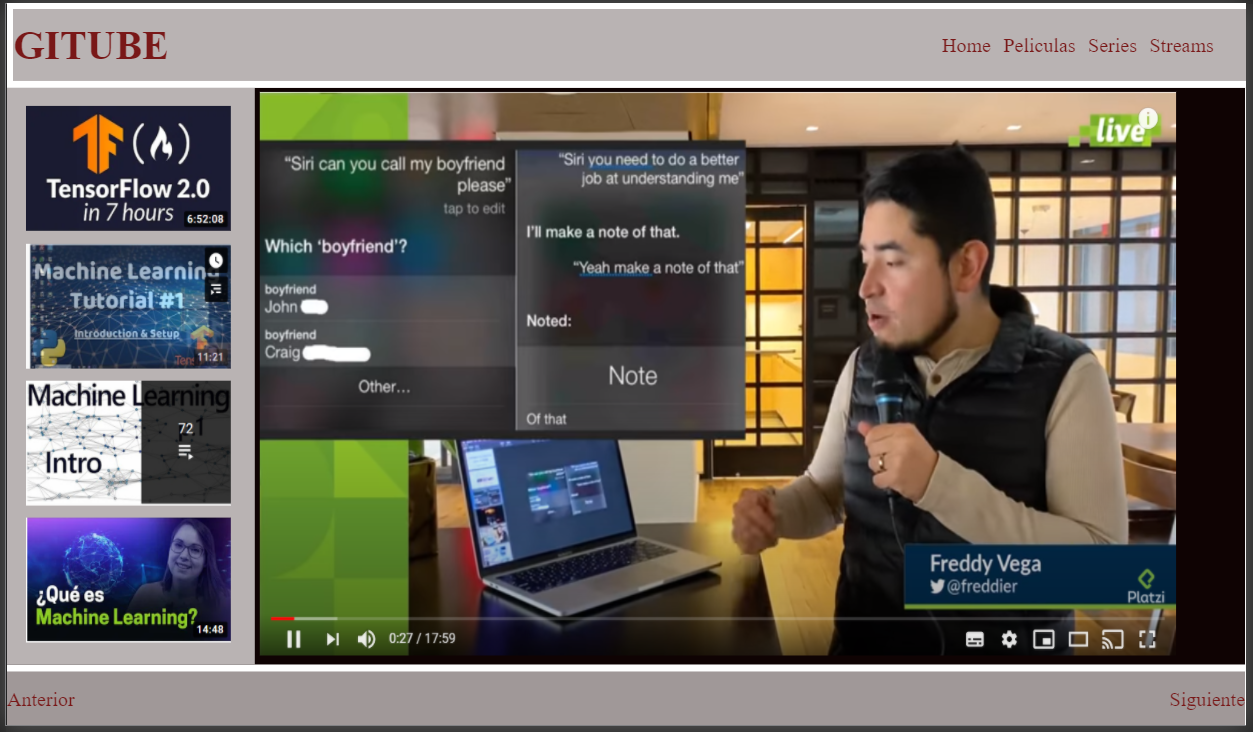 GITUBE
Home Peliculas Series Streams
TensorFlow 2.0
in 7 hours
6:52:08
Machine Learnin
Tutorial #1
Introduction & Setup
11:21
Machine Learning
72
Intro
¿Qué es
Machine Learning?
14:48
live
“Siri can you call my boyfriend
please”
tap to edit
Which ‘boyfriend’?
boyfriend
John
boyfriend
Craig
Other...
“Siri you need to do a better
job at understanding me”
I’ll make a note of that.
“Yeah make a note of that”
Noted:
Note
Of that
Freddy Vega
@freddier
Platzi
0:27 / 17:59
Anterior
Siguiente